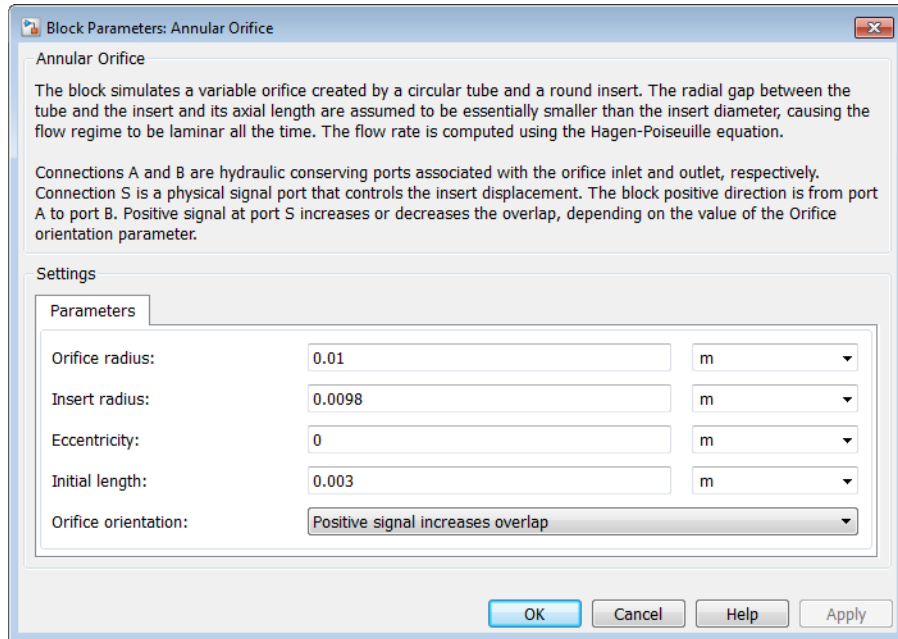 Block Parameters: Annular Orifice
Annular Orifice
The block simulates a variable orifice created by a circular tube and a round insert. The radial gap between the
tube and the insert and its axial length are assumed to be essentially smaller than the insert diameter, causing the
flow regime to be laminar all the time. The flow rate is computed using the Hagen-Poiseuille equation.
Connections A and B are hydraulic conserving ports associated with the orifice inlet and outlet, respectively.
Connection S is a physical signal port that controls the insert displacement. The block positive direction is from port
A to port B. Positive signal at port S increases or decreases the overlap, depending on the value of the Orifice
orientation parameter.
Settings
Parameters
Orifice radius: 0.01 m
Insert radius: 0.0098 m
Eccentricity: 0 m
Initial length: 0.003 m
Orifice orientation: Positive signal increases overlap
OK Cancel Help Apply